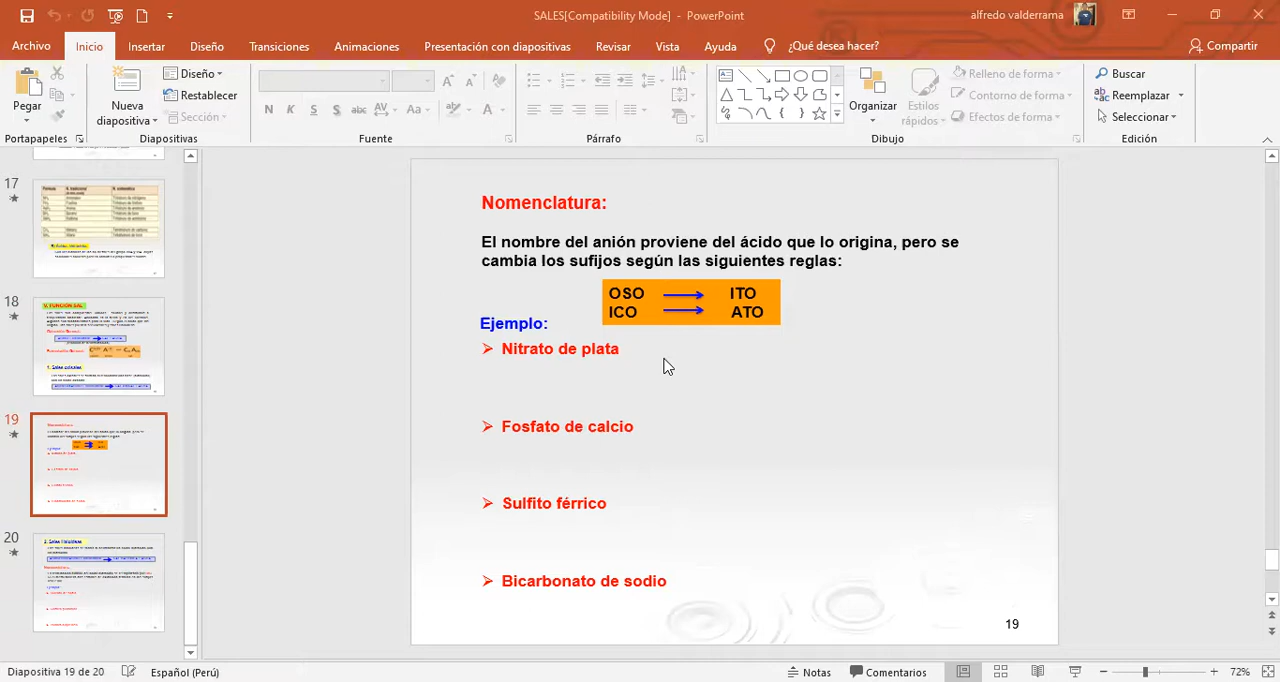 SALES[Compatibility Mode] - PowerPoint
alfredo valderrama
Archivo
Inicio
Insertar
Diseño
Transiciones
Animaciones
Presentación con diapositivas
Revisar
Vista
Ayuda
¿Qué desea hacer?
Compartir
Pegar
Nueva diapositiva
Diseño
Restablecer
Sección
N K S S abc AV Aa A
Organizar
Estilos rápidos
Relleno de forma
Contorno de forma
Efectos de forma
Buscar
Reemplazar
Seleccionar
Portapapeles
Diapositivas
Fuente
Párrafo
Dibujo
Edición
17
18
19
20
Nomenclatura:
El nombre del anión proviene del ácido que lo origina, pero se
cambia los sufijos según las siguientes reglas:
OSO ITO
ICO ATO
Ejemplo:
Nitrato de plata
Fosfato de calcio
Sulfito férrico
Bicarbonato de sodio
19
Diapositiva 19 de 20
Español (Perú)
Notas
Comentarios
72%